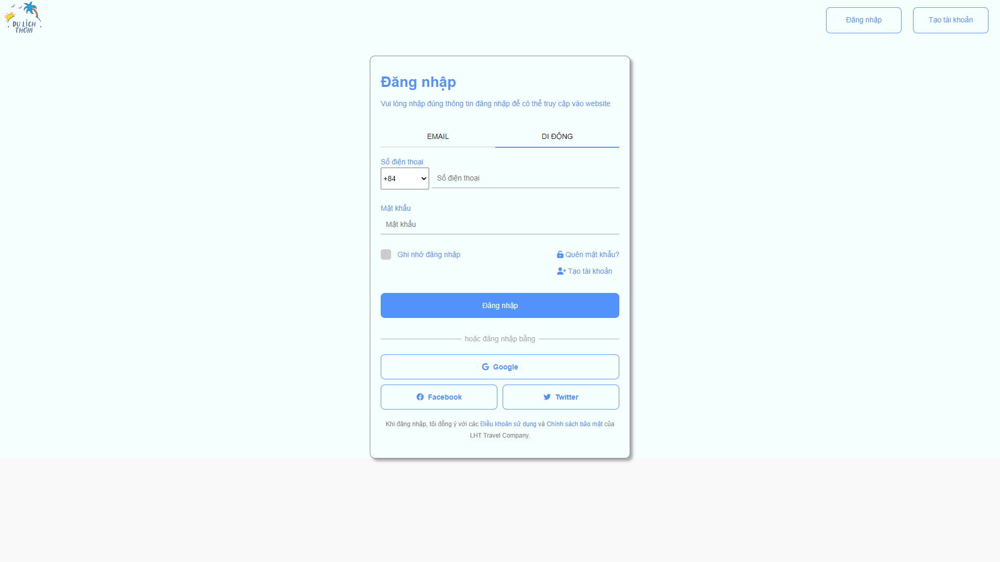 DU LỊCH
THƠIII
Đăng nhập
Tạo tài khoản
Đăng nhập
Vui lòng nhập đúng thông tin đăng nhập để có thể truy cập vào website
EMAIL
DI ĐỘNG
Số điện thoại
+84
Số điện thoại
Mật khẩu
Mật khẩu
Ghi nhớ đăng nhập
Quên mật khẩu?
Tạo tài khoản
Đăng nhập
hoặc đăng nhập bằng
Google
Facebook
Twitter
Khi đăng nhập, tôi đồng ý với các Điều khoản sử dụng và Chính sách bảo mật của
LHT Travel Company.